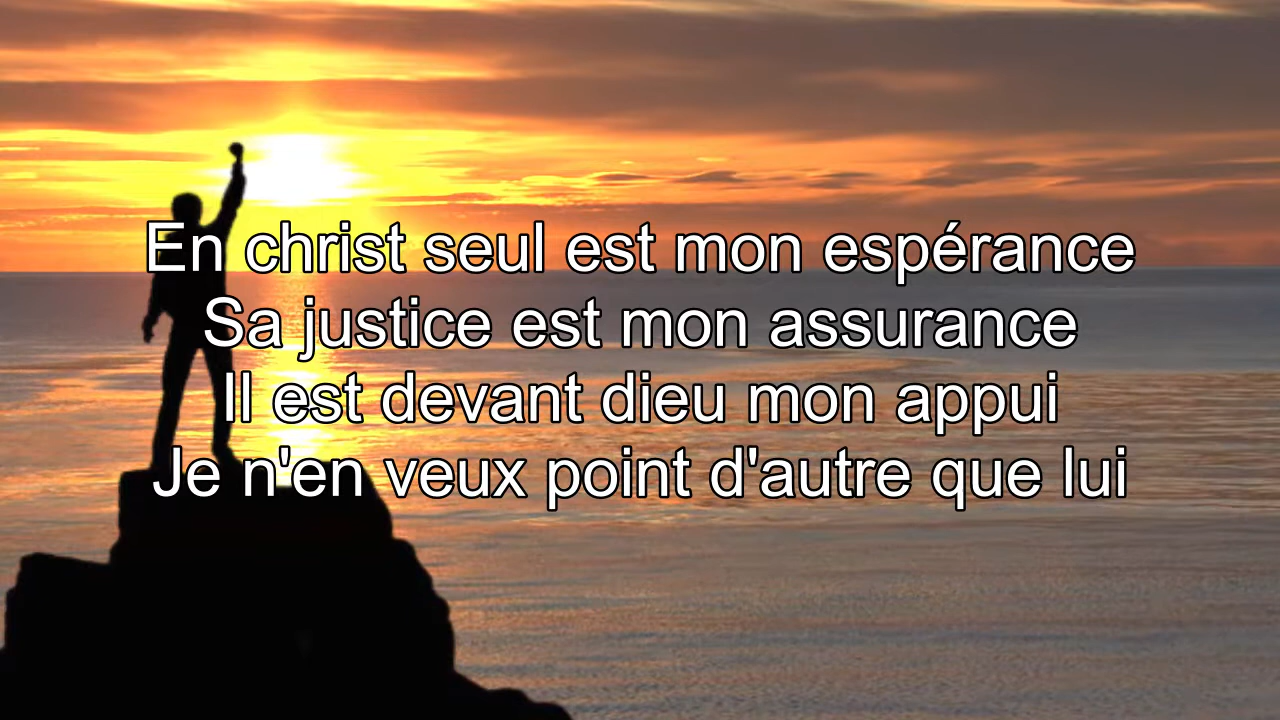 En christ seul est mon espérance
Sa justice est mon assurance
Il est devant dieu mon appui
Je n'en veux point d'autre que lui